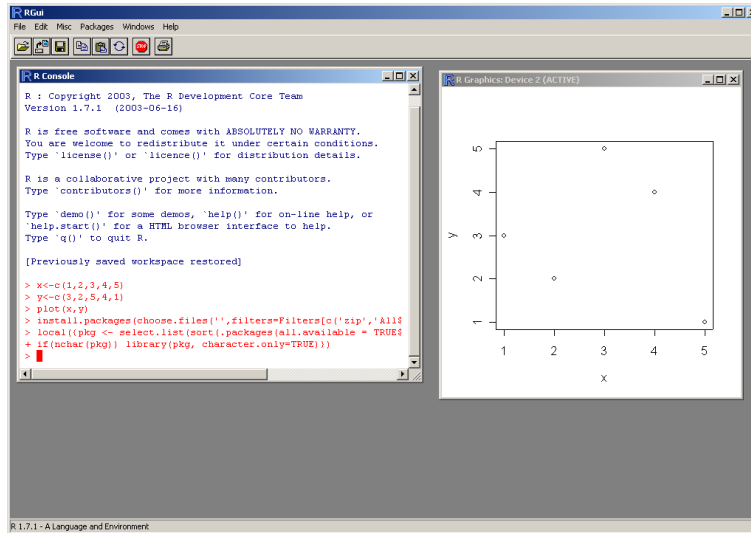 RGui
File Edit Misc Packages Windows Help
STOP
R Console
R : Copyright 2003, The R Development Core Team
Version 1.7.1 (2003-06-16)
R is free software and comes with ABSOLUTELY NO WARRANTY.
You are welcome to redistribute it under certain conditions.
Type `license()' or `licence()' for distribution details.
R is a collaborative project with many contributors.
Type `contributors()' for more information.
Type `demo()' for some demos, `help()' for on-line help, or
`help.start()' for a HTML browser interface to help.
Type `q()' to quit R.
[Previously saved workspace restored]
> x<-c(1,2,3,4,5)
> y<-c(3,2,5,4,1)
> plot(x,y)
> install.packages(choose.files('',filters=Filters[c('zip','All$
> local({pkg <- select.list(sort(.packages(all.available = TRUE$
+ if(nchar(pkg)) library(pkg, character.only=TRUE)})
>
R Graphics: Device 2 (ACTIVE)
5
4
3
2
1
y
1 2 3 4 5
x
R 1.7.1 - A Language and Environment